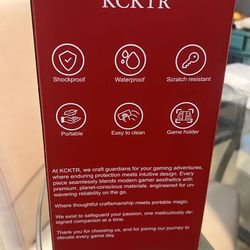 KCKTR
Shockproof
Waterproof
Scratch resistant
Portable
Easy to clean
Game holder
At KCKTR, we craft guardians for your gaming adventures,
where enduring protection meets intuitive design. Every
piece seamlessly blends modern gamer aesthetics with
premium, planet-conscious materials, engineered for un-
wavering reliability on the go.
Where thoughtful craftsmanship meets portable magic.
We exist to safeguard your passion, one meticulously de-
signed companion at a time.
Thank you for choosing us, and for joining our journey to
elevate every game day.